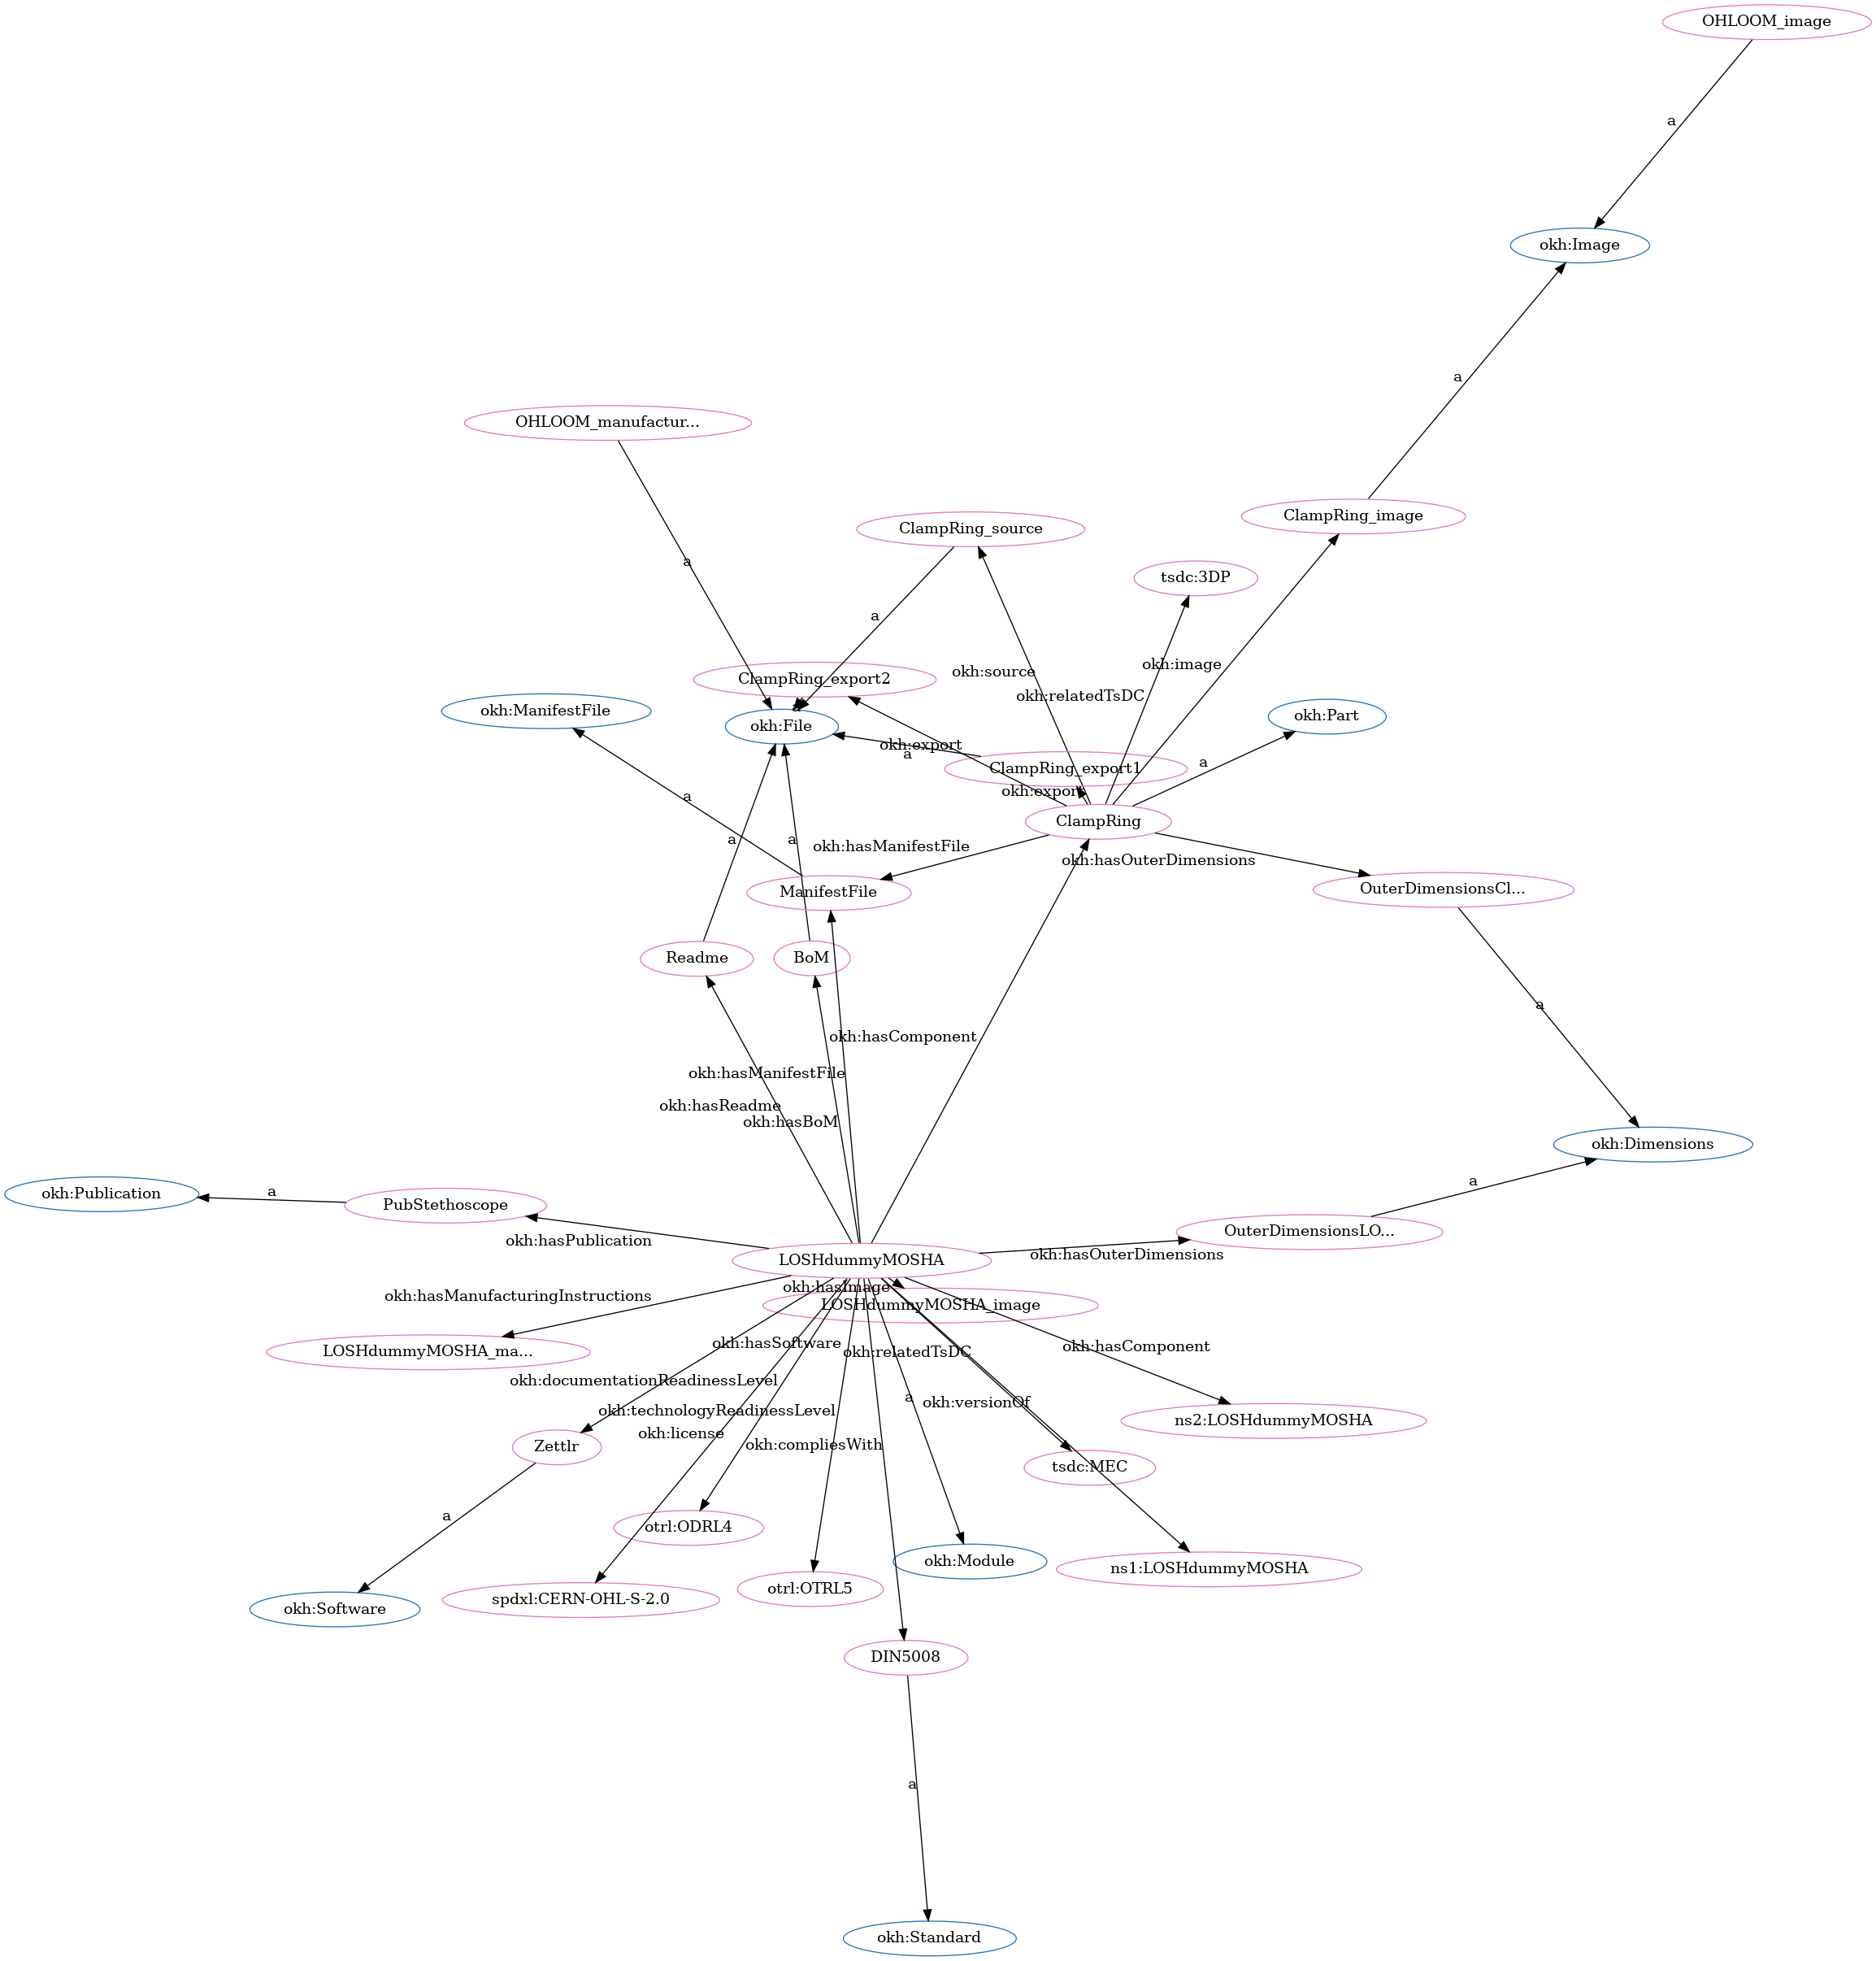 OHLOOM_image
a
okh:Image
a
OHLOOM_manufactur...
ClampRing_image
ClampRing_source
a
tsdc:3DP
a
okh:image
okh:source
ClampRing_export2
okh:relatedTsDC
okh:ManifestFile
a
okh:Part
okh:File
okh:export
a
a
ClampRing_export1
okh:export
a
ClampRing
a
a
okh:hasManifestFile
okh:hasOuterDimensions
ManifestFile
OuterDimensionsCl...
Readme
BoM
a
okh:hasComponent
okh:hasManifestFile
okh:hasReadme
okh:hasBoM
okh:Dimensions
a
okh:Publication
a
PubStethoscope
OuterDimensionsLO...
okh:hasPublication
okh:hasOuterDimensions
LOSHdummyMOSHA
okh:hasImage
okh:hasManufacturingInstructions
LOSHdummyMOSHA_image
okh:hasSoftware
okh:hasComponent
LOSHdummyMOSHA_ma...
okh:relatedTsDC
okh:documentationReadinessLevel
a
okh:versionOf
okh:technologyReadinessLevel
ns2:LOSHdummyMOSHA
okh:license
okh:compliesWith
Zettlr
tsdc:MEC
a
otrl:ODRL4
okh:Module
ns1:LOSHdummyMOSHA
otrl:OTRL5
spdxl:CERN-OHL-S-2.0
okh:Software
DIN5008
a
okh:Standard